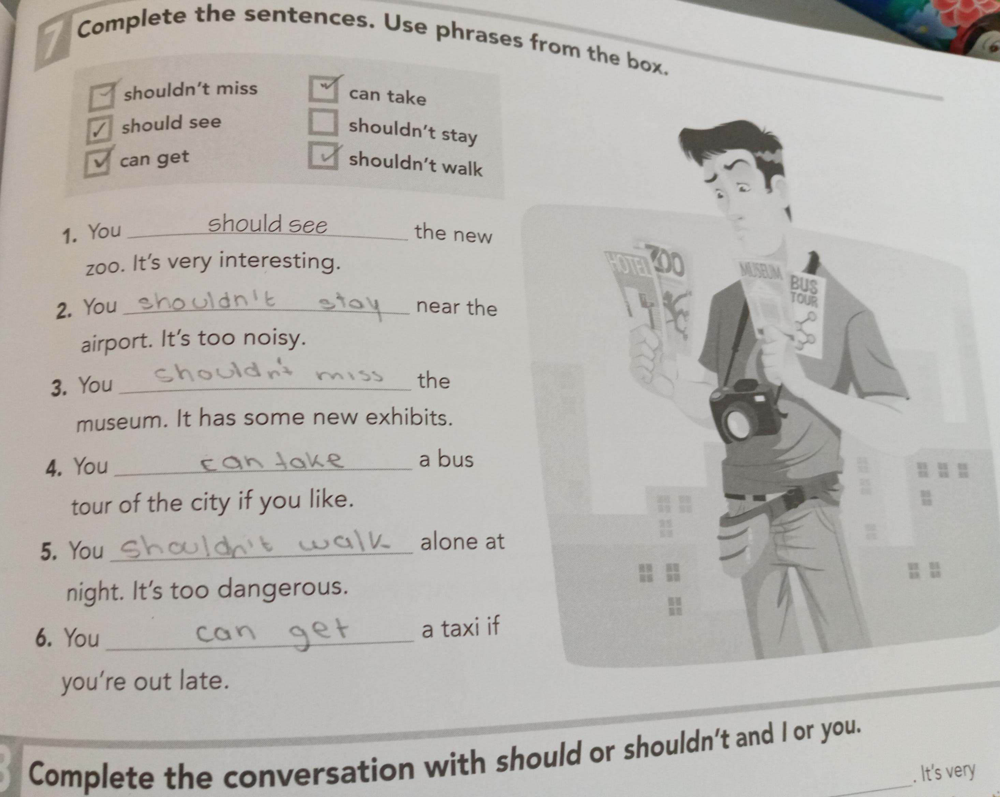 7 Complete the sentences. Use phrases from the box.
shouldn't miss
should see
can get
can take
shouldn't stay
shouldn't walk
1. You should see the new
zoo. It's very interesting.
2. You shouldn't stay near the
airport. It's too noisy.
3. You shouldn't miss the
museum. It has some new exhibits.
4. You can take a bus
tour of the city if you like.
5. You shouldn't walk alone at
night. It's too dangerous.
6. You can get a taxi if
you're out late.
HOTEL
ZOO
MUSEUM
BUS
TOUR
8 Complete the conversation with should or shouldn't and I or you.
. It's very